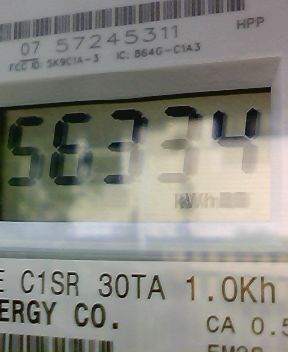 HPP
07 57245311
FCC ID: SK9C1A-3 IC: 864G-C1A3
56334
kWh
E C1SR 30TA 1.0Kh
ERGY CO.
CA 0.5